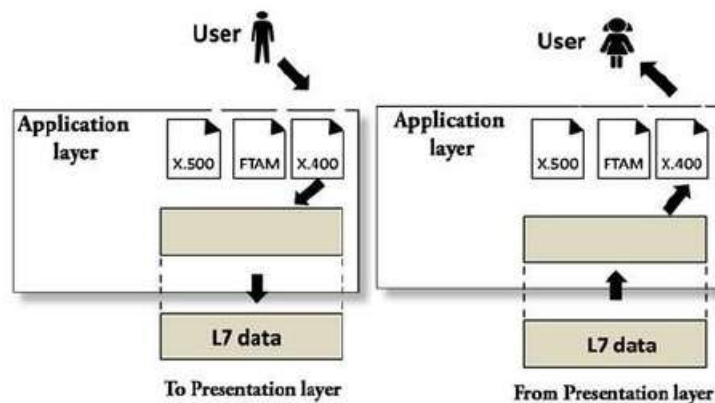 User
Application
layer
X.500 FTAM X.400
L7 data
To Presentation layer
User
Application
layer
X.500 FTAM X.400
L7 data
From Presentation layer